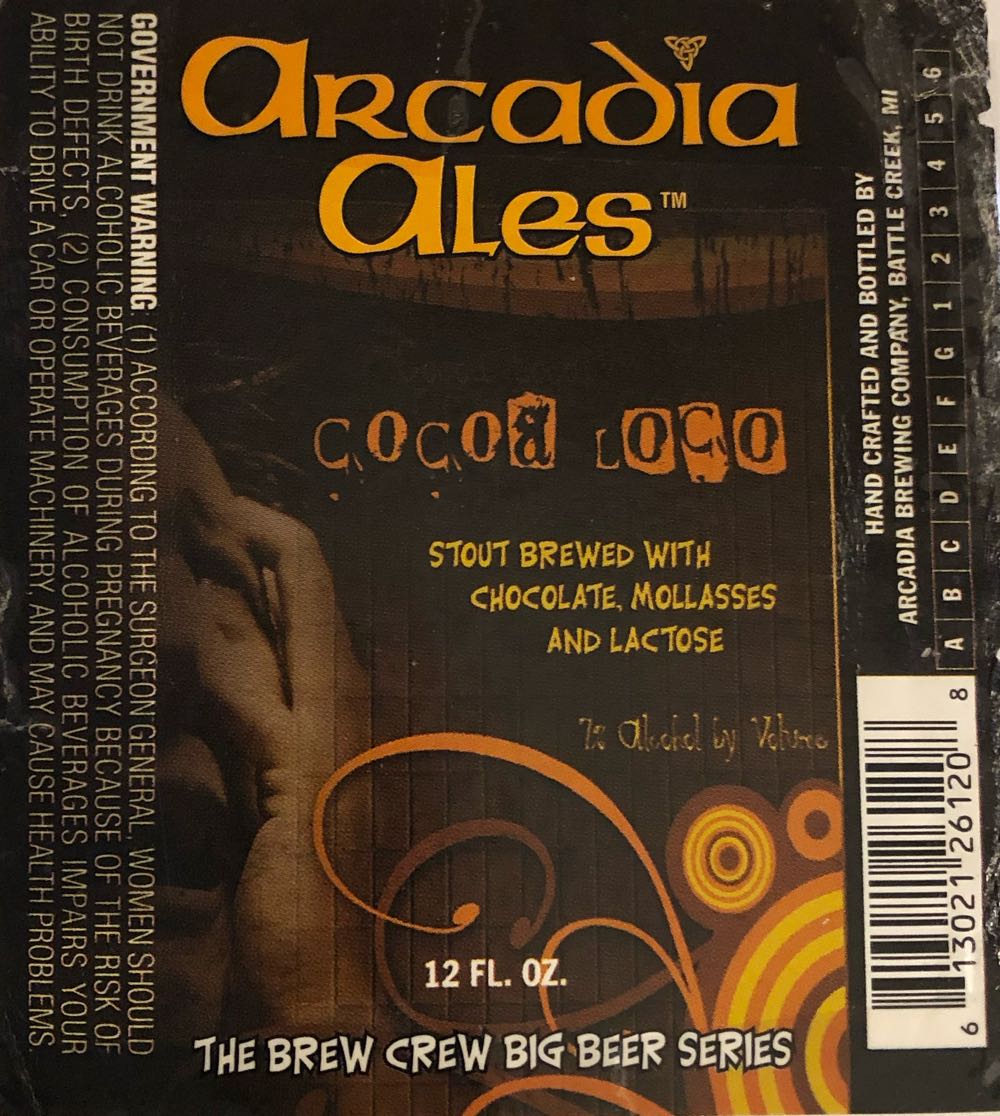 Arcadia
Ales™
COCOA LOCO
STOUT BREWED WITH
CHOCOLATE, MOLLASSES
AND LACTOSE
7% Alcohol by Volume
12 FL. OZ.
THE BREW CREW BIG BEER SERIES
GOVERNMENT WARNING (1) ACCORDING TO THE SURGEON GENERAL, WOMEN SHOULD
NOT DRINK ALCOHOLIC BEVERAGES DURING PREGNANCY BECAUSE OF THE RISK OF
BIRTH DEFECTS, (2) CONSUMPTION OF ALCOHOLIC BEVERAGES IMPAIRS YOUR
ABILITY TO DRIVE A CAR OR OPERATE MACHINERY, AND MAY CAUSE HEALTH PROBLEMS.
HAND CRAFTED AND BOTTLED BY
ARCADIA BREWING COMPANY, BATTLE CREEK, MI
A B C D E F G 1 2 3 4 5 6
6 13021 26120 8